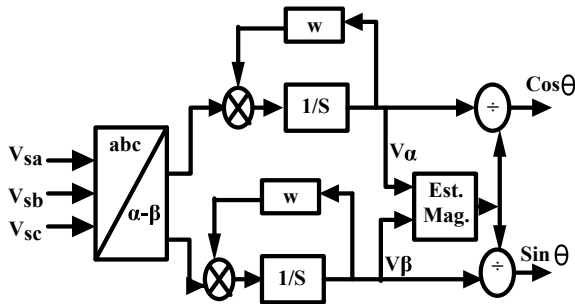 w
Cosθ
1/S
÷
Vsa
abc
Vα
Vsb
Est.
Mag.
w
Vsc
α-β
Vβ
Sin θ
1/S
÷